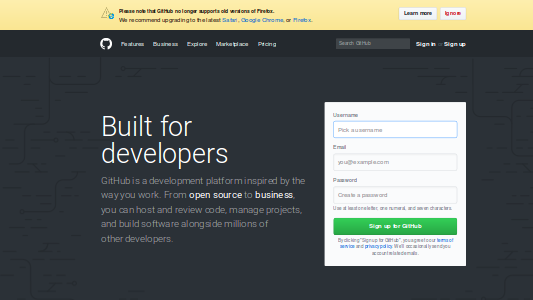 Please note that GitHub no longer supports old versions of Firefox.
We recommend upgrading to the latest Safari, Google Chrome, or Firefox.
Learn more
Ignore
Features Business Explore Marketplace Pricing
Search GitHub
Sign in or Sign up
Built for
developers
GitHub is a development platform inspired by the
way you work. From open source to business,
you can host and review code, manage projects,
and build software alongside millions of
other developers.
Username
Pick a username
Email
you@example.com
Password
Create a password
Use at least one letter, one numeral, and seven characters.
Sign up for GitHub
By clicking "Sign up for GitHub", you agree to our terms of
service and privacy policy. We'll occasionally send you
account related emails.